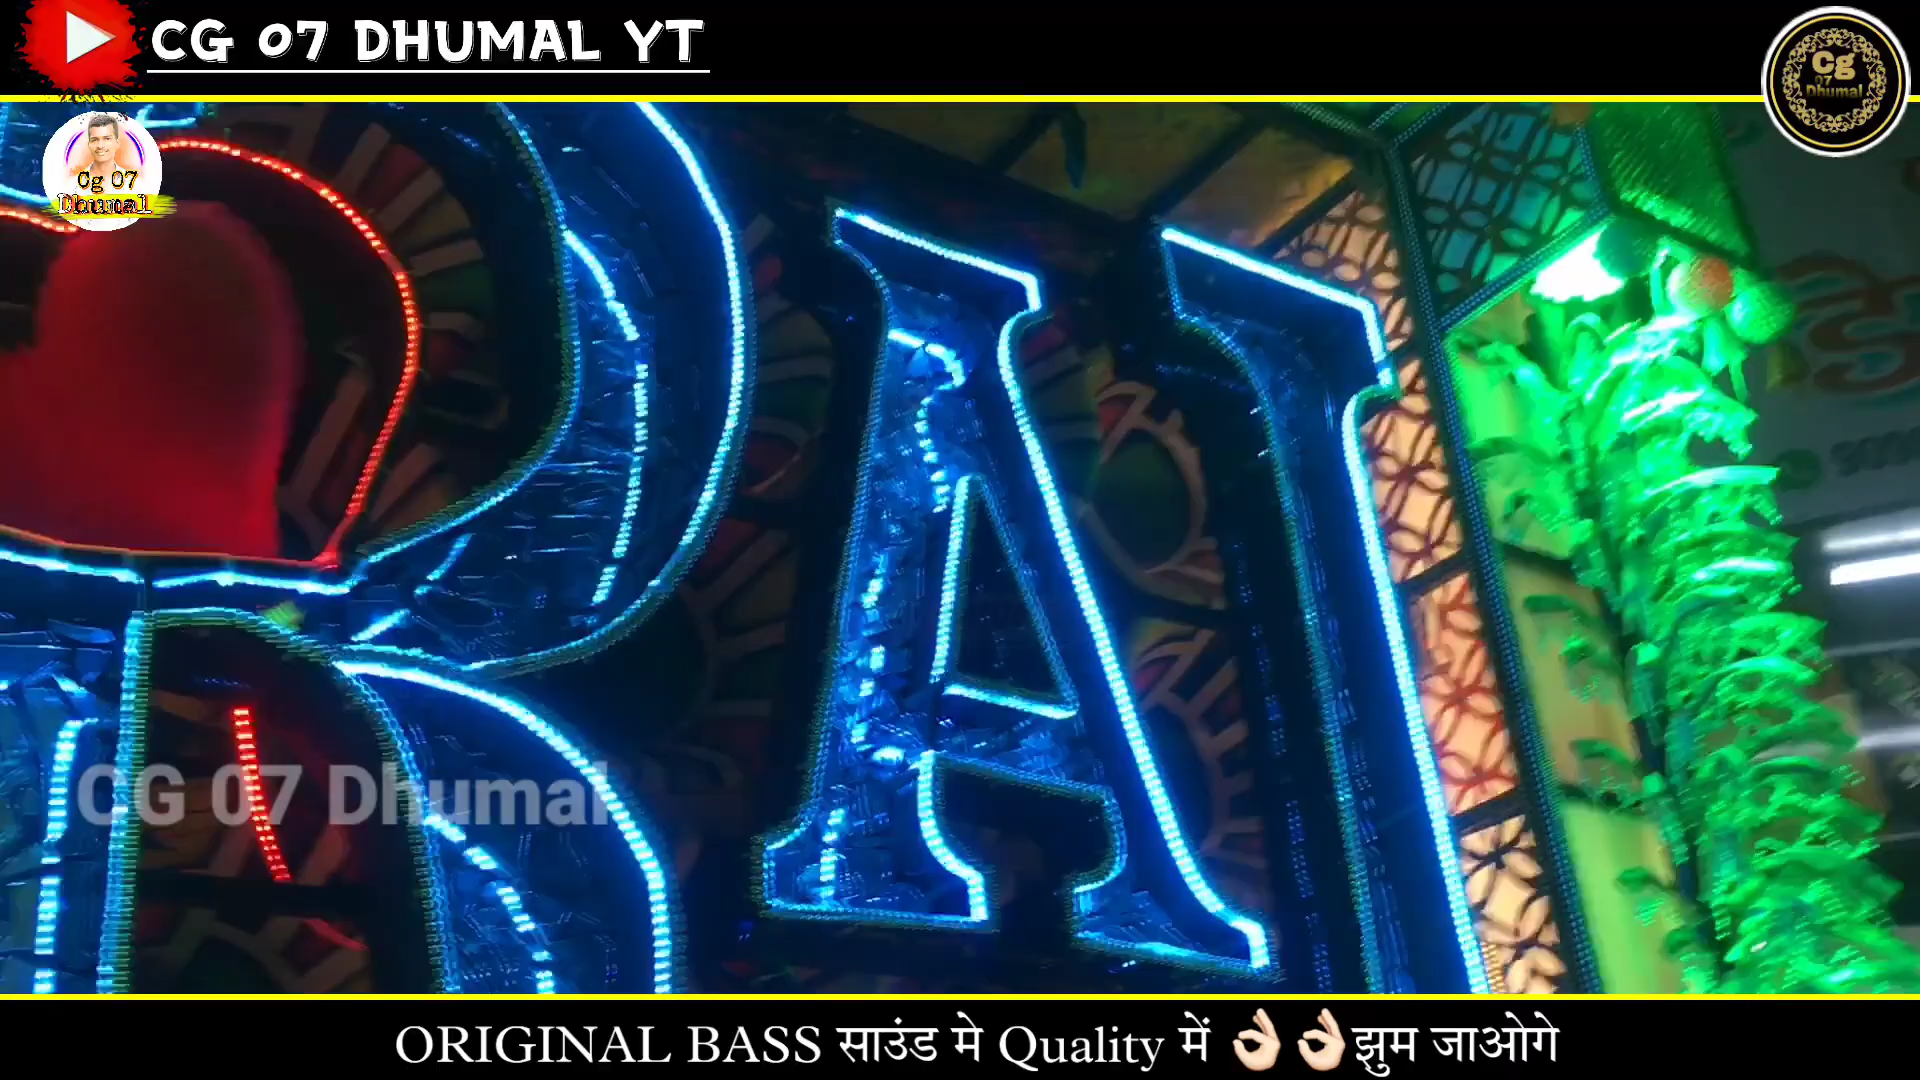 CG 07 DHUMAL YT
Cg
07
Dhumal
Cg 07
Dhumal
RAI
CG 07 Dhumal
ORIGINAL BASS साउंड मे Quality में 👌🏻👌🏻झुम जाओगे